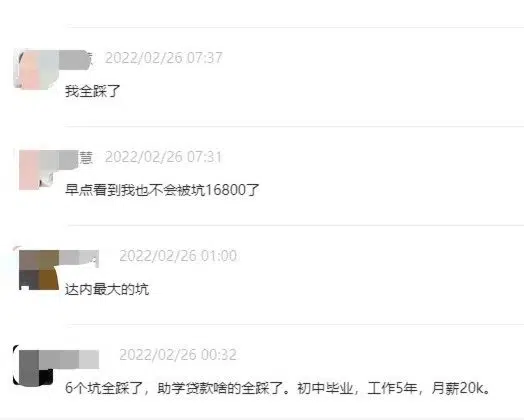 慧 2022/02/26 07:37
我全踩了
慧 2022/02/26 07:31
早点看到我也不会被坑16800了
2022/02/26 01:00
达内最大的坑
2022/02/26 00:32
6个坑全踩了，助学贷款啥的全踩了。初中毕业，工作5年，月薪20k。